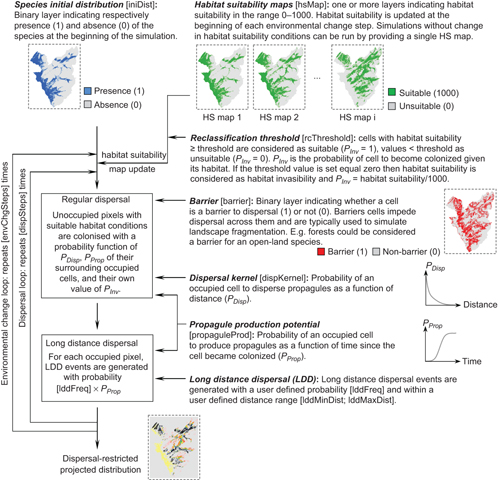 Species initial distribution [iniDist]:
Binary layer indicating respectively
presence (1) and absence (0) of the
species at the beginning of the simulation.
Presence (1)
Absence (0)
Habitat suitability maps [hsMap]: one or more layers indicating habitat
suitability in the range 0–1000. Habitat suitability is updated at the
beginning of each environmental change step. Simulations without change
in habitat suitability conditions can be run by providing a single HS map.
...
HS map 1
HS map 2
HS map i
Suitable (1000)
Unsuitable (0)
Reclassification threshold [rcThreshold]: cells with habitat suitability
≥ threshold are considered as suitable (PInv = 1), values < threshold as
unsuitable (PInv = 0). PInv is the probability of cell to become colonized given
its habitat. If the threshold value is set equal zero then habitat suitability is
considered as habitat invasibility and PInv = habitat suitability/1000.
habitat suitability
map update
Environmental change loop: repeats [envChgSteps] times
Dispersal loop: repeats [dispSteps] times
Regular dispersal
Unoccupied pixels with
suitable habitat conditions
are colonised with a
probability function of
PDisp, PProp of their
surrounding occupied
cells, and their own
value of PInv.
Barrier [barrier]: Binary layer indicating whether a cell
is a barrier to dispersal (1) or not (0). Barriers cells impede
dispersal across them and are typically used to simulate
landscape fragmentation. E.g. forests could be considered
a barrier for an open-land species.
Barrier (1)
Non-barrier (0)
Dispersal kernel [dispKernel]: Probability of an
occupied cell to disperse propagules as a function of
distance (PDisp).
PDisp
Distance
Propagule production potential
[propaguleProd]: Probability of an occupied cell
to produce propagules as a function of time since the
cell became colonized (PProp).
PProp
Time
Long distance dispersal
For each occupied pixel,
LDD events are generated
with probability
[lddFreq] × PProp
Long distance dispersal (LDD): Long distance dispersal events are
generated with a user defined probability [lddFreq] and within a
user defined distance range [lddMinDist; lddMaxDist].
Dispersal-restricted
projected distribution